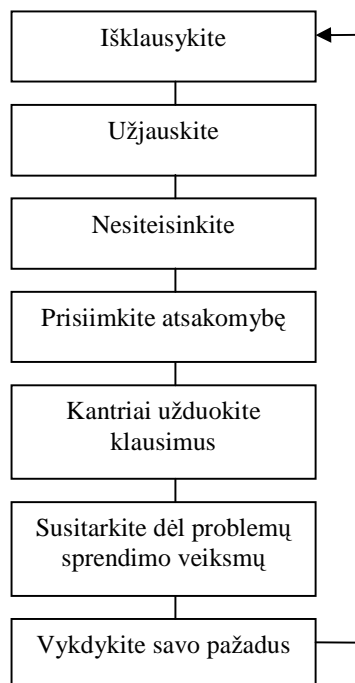 Išklausykite
Užjauskite
Nesiteisinkite
Prisiimkite atsakomybę
Kantriai užduokite
klausimus
Susitarkite dėl problemų
sprendimo veiksmų
Vykdykite savo pažadus